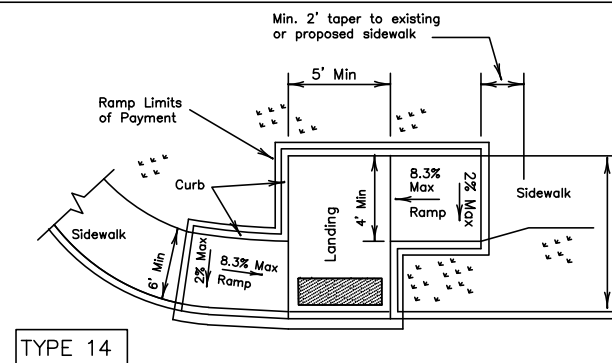 Min. 2' taper to existing
or proposed sidewalk
5' Min
Ramp Limits
of Payment
Curb
8.3%
Max
Ramp
2% Max
Sidewalk
4' Min
Landing
Sidewalk
6' Min
2% Max
8.3% Max
Ramp
TYPE 14